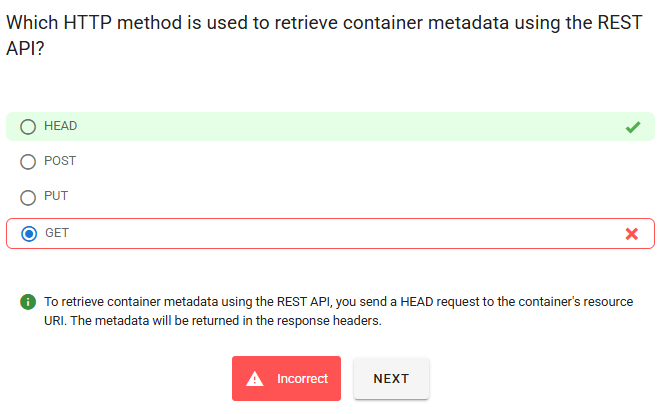 Which HTTP method is used to retrieve container metadata using the REST
API?
HEAD
POST
PUT
GET
To retrieve container metadata using the REST API, you send a HEAD request to the container's resource
URI. The metadata will be returned in the response headers.
Incorrect
NEXT